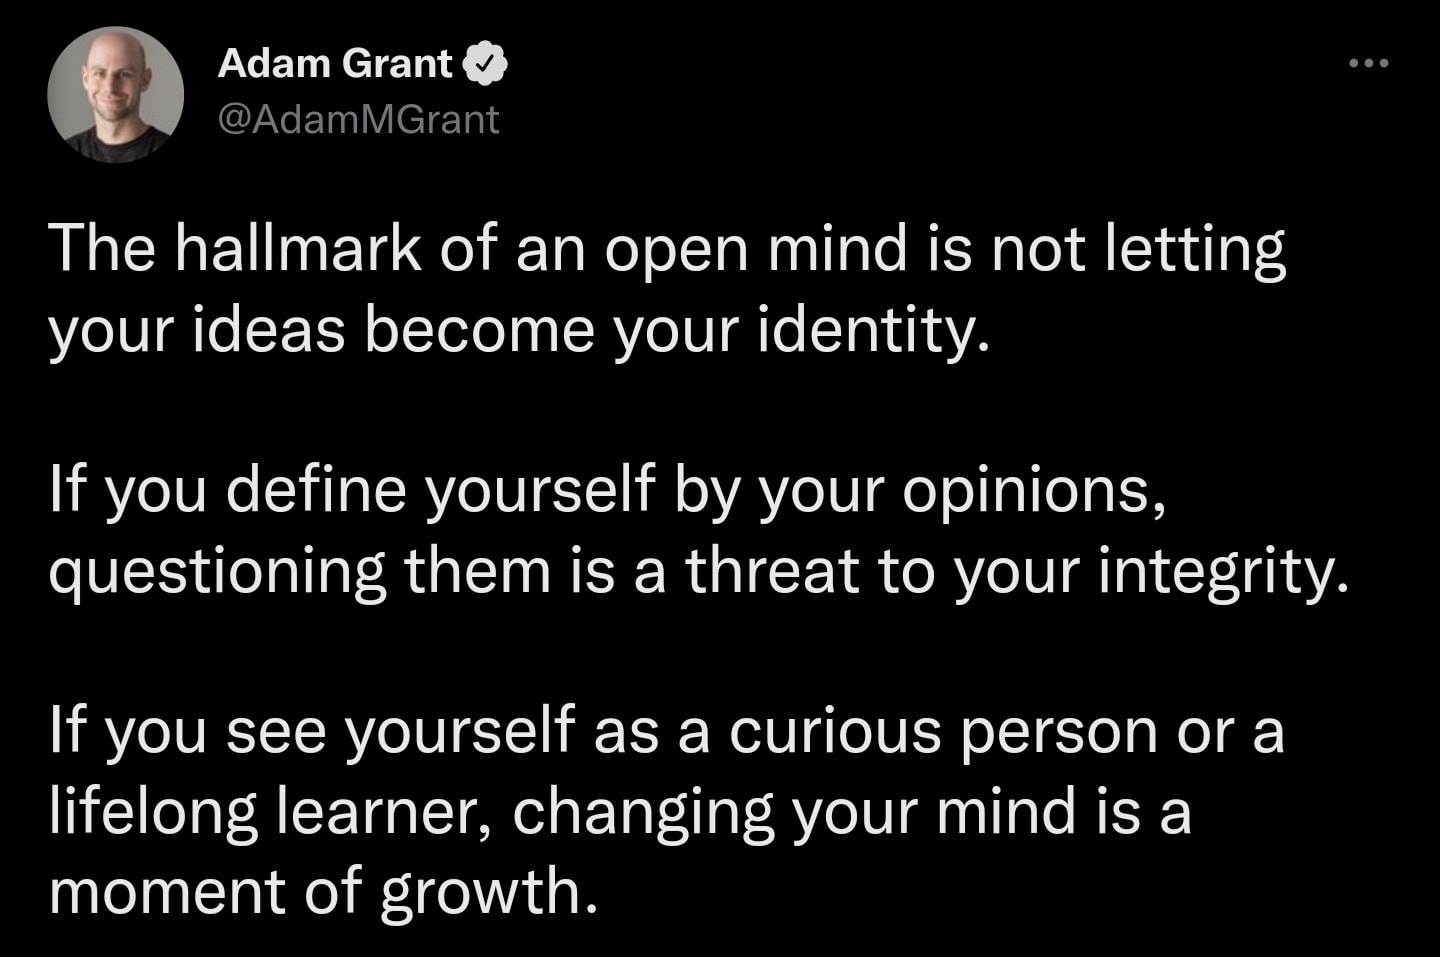 Adam Grant
@AdamMGrant
The hallmark of an open mind is not letting
your ideas become your identity.
If you define yourself by your opinions,
questioning them is a threat to your integrity.
If you see yourself as a curious person or a
lifelong learner, changing your mind is a
moment of growth.